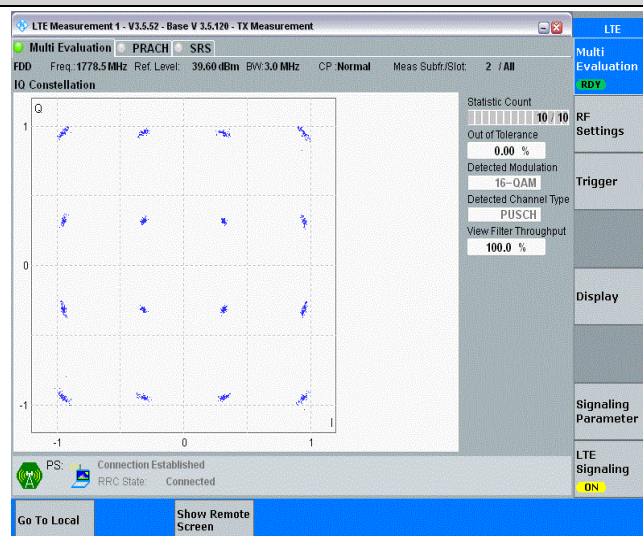 LTE Measurement 1 - V3.5.52 - Base V 3.5.120 - TX Measurement
LTE
Multi Evaluation PRACH SRS
Multi
Evaluation
RDY
FDD Freq.:1778.5 MHz Ref. Level: 39.60 dBm BW:3.0 MHz CP :Normal Meas Subfr./Slot: 2 / All
IQ Constellation
Statistic Count
10 / 10
Out of Tolerance
0.00 %
Detected Modulation
16-QAM
Detected Channel Type
PUSCH
View Filter Throughput
100.0 %
RF
Settings
Trigger
Display
Signaling
Parameter
LTE
Signaling
ON
Q
1
0
-1
I
-1 0 1
PS: Connection Established
RRC State: Connected
Go To Local
Show Remote
Screen